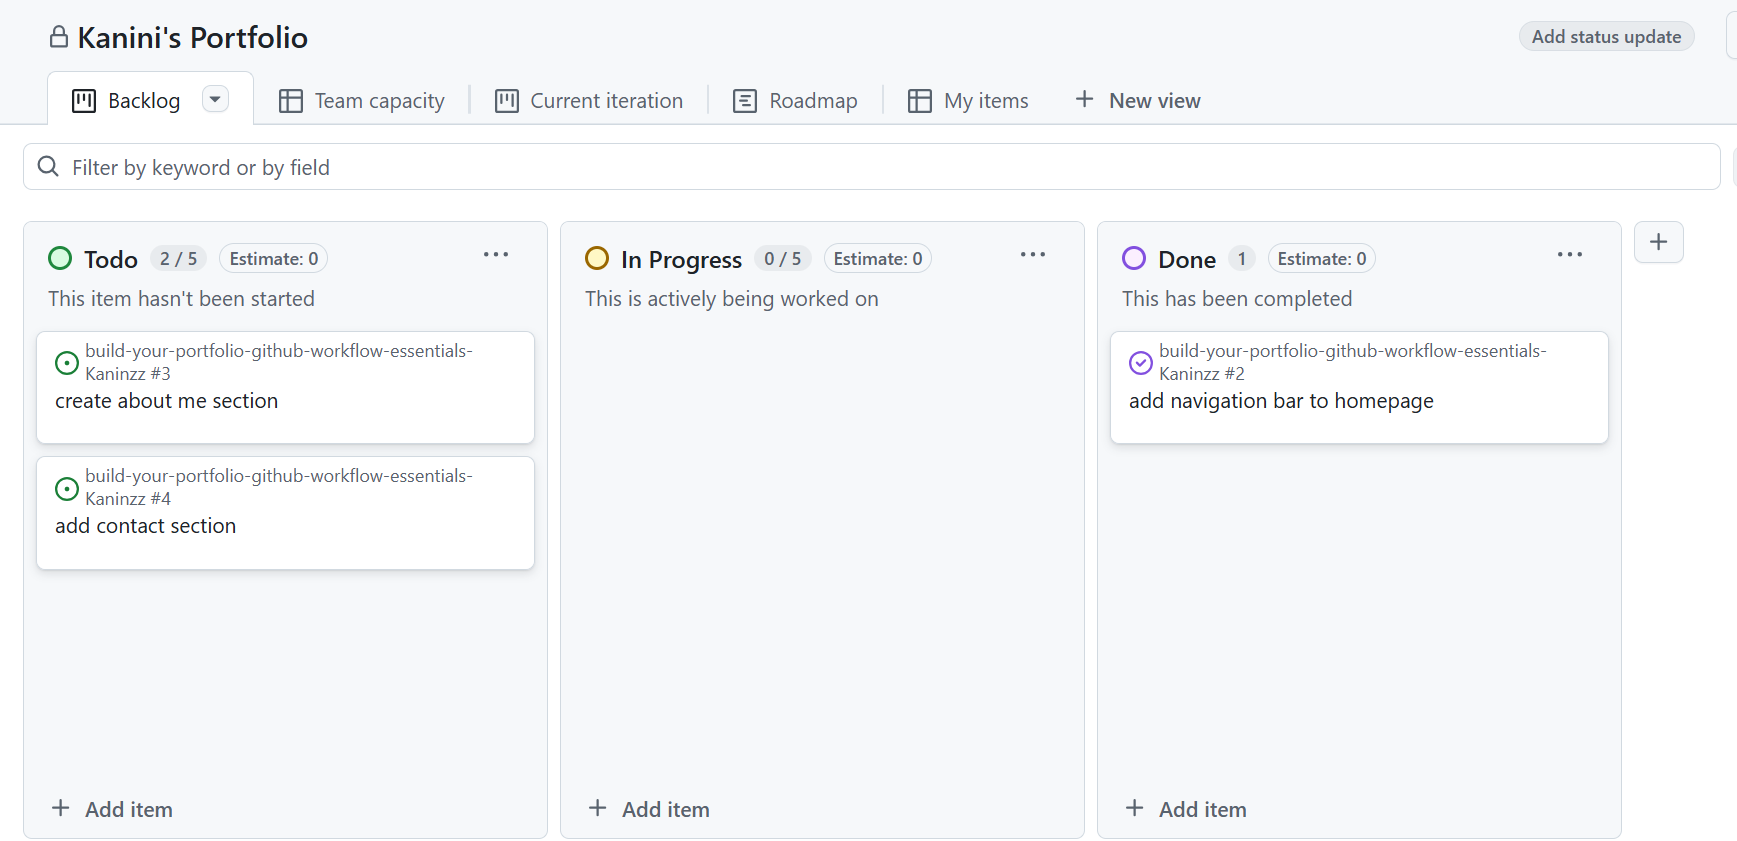 Kanini's Portfolio
Add status update
Backlog
Team capacity
Current iteration
Roadmap
My items
New view
Filter by keyword or by field
Todo 2 / 5 Estimate: 0
This item hasn't been started
build-your-portfolio-github-workflow-essentials-
Kaninzz #3
create about me section
build-your-portfolio-github-workflow-essentials-
Kaninzz #4
add contact section
Add item
In Progress 0 / 5 Estimate: 0
This is actively being worked on
Add item
Done 1 Estimate: 0
This has been completed
build-your-portfolio-github-workflow-essentials-
Kaninzz #2
add navigation bar to homepage
Add item